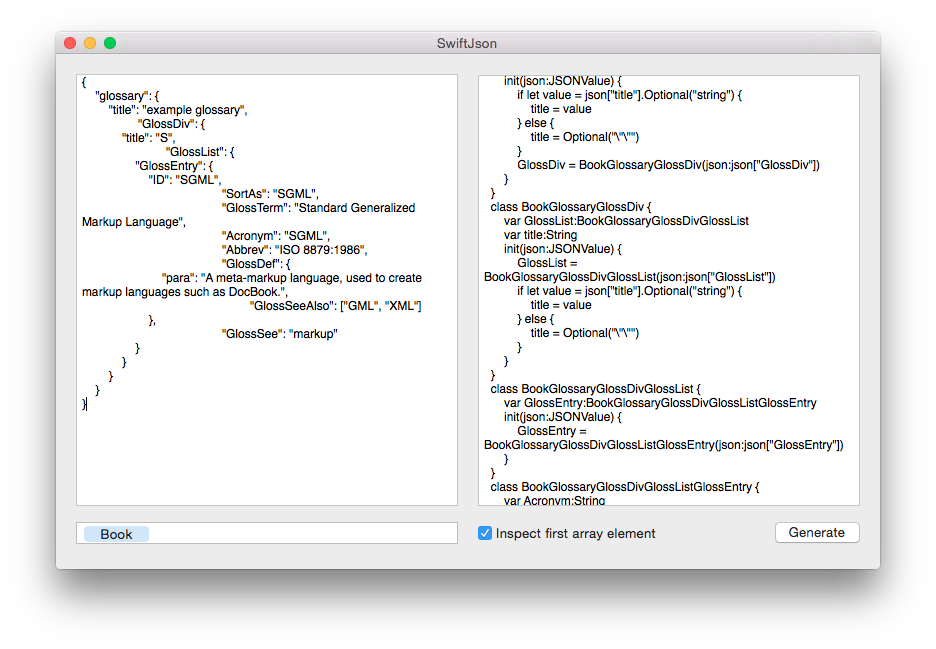 SwiftJson
{
"glossary": {
"title": "example glossary",
"GlossDiv": {
"title": "S",
"GlossList": {
"GlossEntry": {
"ID": "SGML",
"SortAs": "SGML",
"GlossTerm": "Standard Generalized
Markup Language",
"Acronym": "SGML",
"Abbrev": "ISO 8879:1986",
"GlossDef": {
"para": "A meta-markup language, used to create
markup languages such as DocBook.",
"GlossSeeAlso": ["GML", "XML"]
},
"GlossSee": "markup"
}
}
}
}
}
init(json:JSONValue) {
if let value = json["title"].Optional("string") {
title = value
} else {
title = Optional("\"\"")
}
GlossDiv = BookGlossaryGlossDiv(json:json["GlossDiv"])
}
}
class BookGlossaryGlossDiv {
var GlossList:BookGlossaryGlossDivGlossList
var title:String
init(json:JSONValue) {
GlossList =
BookGlossaryGlossDivGlossList(json:json["GlossList"])
if let value = json["title"].Optional("string") {
title = value
} else {
title = Optional("\"\"")
}
}
}
class BookGlossaryGlossDivGlossList {
var GlossEntry:BookGlossaryGlossDivGlossListGlossEntry
init(json:JSONValue) {
GlossEntry =
BookGlossaryGlossDivGlossListGlossEntry(json:json["GlossEntry"])
}
}
class BookGlossaryGlossDivGlossListGlossEntry {
var Acronym:String
Book
Inspect first array element
Generate